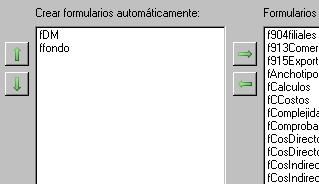 Crear formularios automáticamente:
fDM
ffondo
Formularios
f904filiales
f913Comer
f915Export
fAnchotipo
fCalculos
fCCostos
fComplejida
fComproba
fCosDirecto
fCosDirecto
fCosIndirec
fCosIndirec